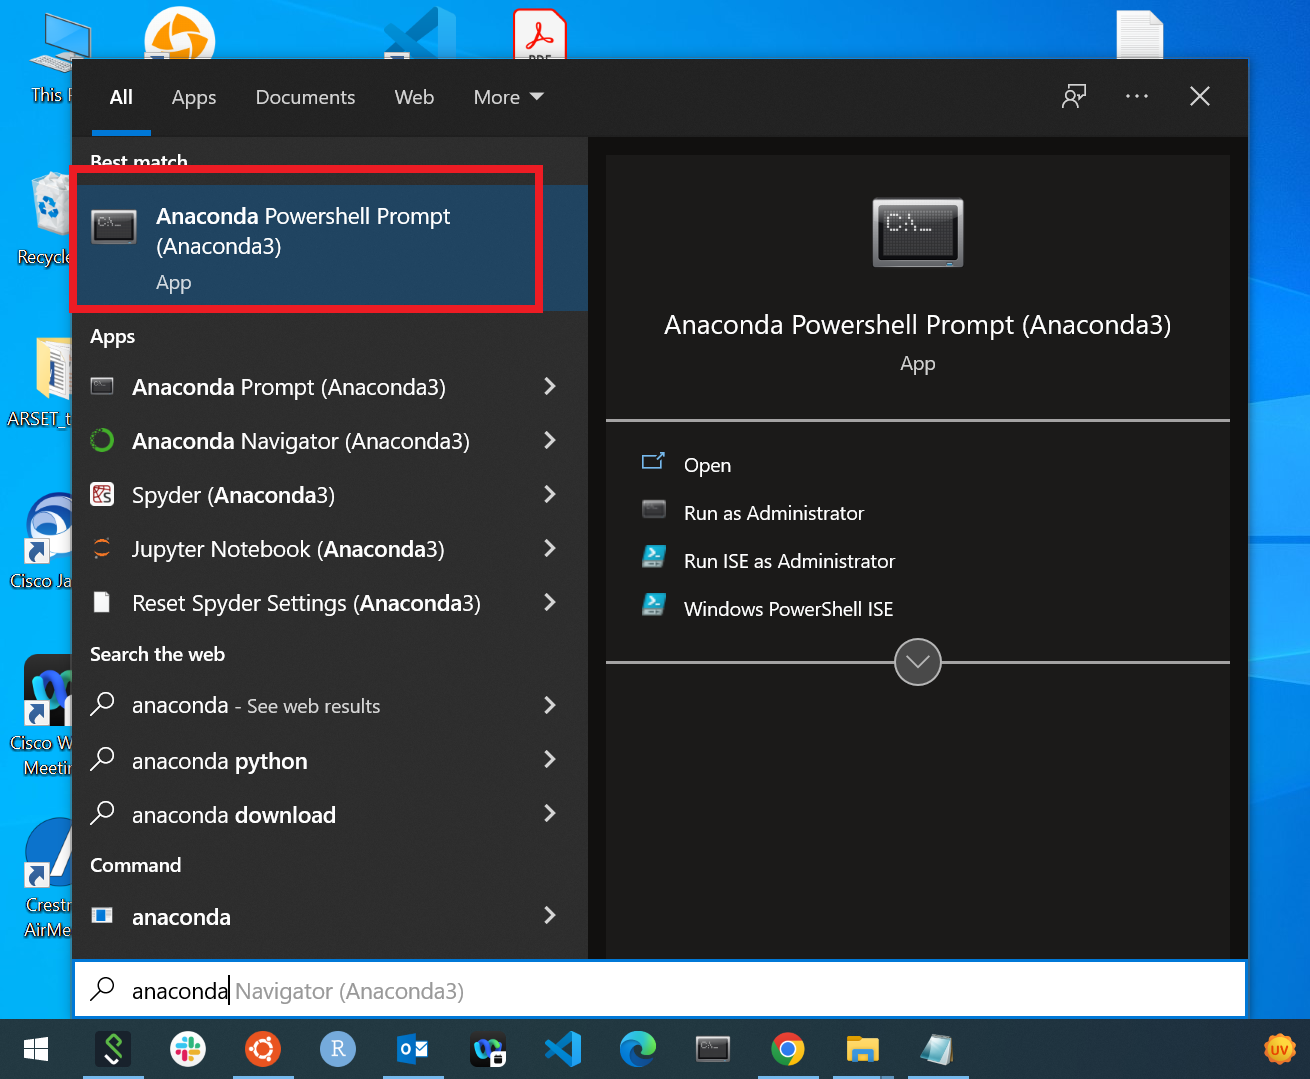 This
PDF
All Apps Documents Web More
Best match
Anaconda Powershell Prompt
(Anaconda3)
App
Apps
Anaconda Prompt (Anaconda3)
Anaconda Navigator (Anaconda3)
Spyder (Anaconda3)
Jupyter Notebook (Anaconda3)
Reset Spyder Settings (Anaconda3)
Search the web
anaconda - See web results
anaconda python
anaconda download
Command
anaconda
anaconda Navigator (Anaconda3)
C:\_
Anaconda Powershell Prompt (Anaconda3)
App
Open
Run as Administrator
Run ISE as Administrator
Windows PowerShell ISE
Recycle
ARSET_t
Cisco Ja
Cisco W
Meetin
Crestr
AirMe
R
UV